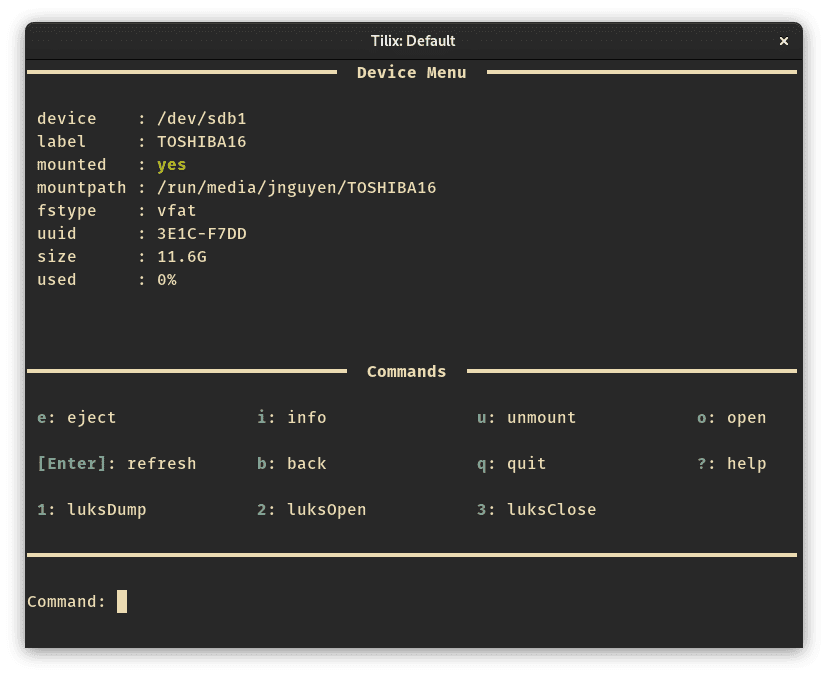 Tilix: Default ×
Device Menu
device : /dev/sdb1
label : TOSHIBA16
mounted : yes
mountpath : /run/media/jnguyen/TOSHIBA16
fstype : vfat
uuid : 3E1C-F7DD
size : 11.6G
used : 0%
Commands
e: eject i: info u: unmount o: open
[Enter]: refresh b: back q: quit ?: help
1: luksDump 2: luksOpen 3: luksClose
Command: